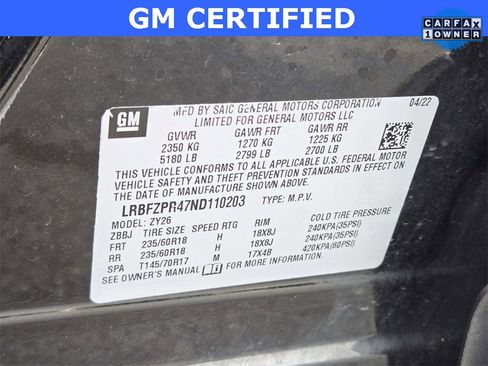 GM CERTIFIED
CARFAX
1 OWNER
GM
MFD BY SAIC GENERAL MOTORS CORPORATION
LIMITED FOR GENERAL MOTORS LLC
04/22
GVWR GAWR FRT GAWR RR
2350 KG 1270 KG 1225 KG
5180 LB 2799 LB 2700 LB
THIS VEHICLE CONFORMS TO ALL APPLICABLE U.S. FEDERAL MOTOR
VEHICLE SAFETY, BUMPER, AND THEFT PREVENTION STANDARDS IN EFFECT ON
THE DATE OF MANUFACTURE SHOWN ABOVE.
LRBFZPR47ND110203 TYPE: M.P.V.
MODEL: ZY26
ZBBJ TIRE SIZE SPEED RTG RIM COLD TIRE PRESSURE
FRT 235/60R18 H 18X8J 240KPA(35PSI)
RR 235/60R18 H 18X8J 240KPA(35PSI)
SPA T145/70R17 M 17X4B 420KPA(60PSI)
SEE OWNER'S MANUAL FOR MORE INFORMATION.